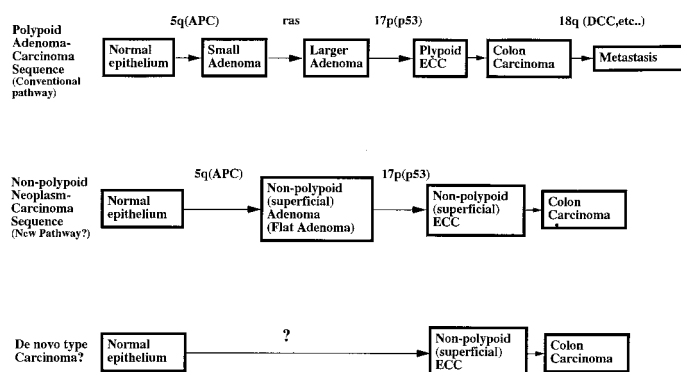 5q(APC) ras 17p(p53) 18q (DCC,etc..)
Polypoid
Adenoma-
Carcinoma
Sequence
(Conventional
pathway)
Normal
epithelium
Small
Adenoma
Larger
Adenoma
Plypoid
ECC
Colon
Carcinoma
Metastasis
5q(APC) 17p(p53)
Non-polypoid
Neoplasm-
Carcinoma
Sequence
(New Pathway?)
Normal
epithelium
Non-polypoid
(superficial)
Adenoma
(Flat Adenoma)
Non-polypoid
(superficial)
ECC
Colon
Carcinoma
?
De novo type
Carcinoma?
Normal
epithelium
Non-polypoid
(superficial)
ECC
Colon
Carcinoma